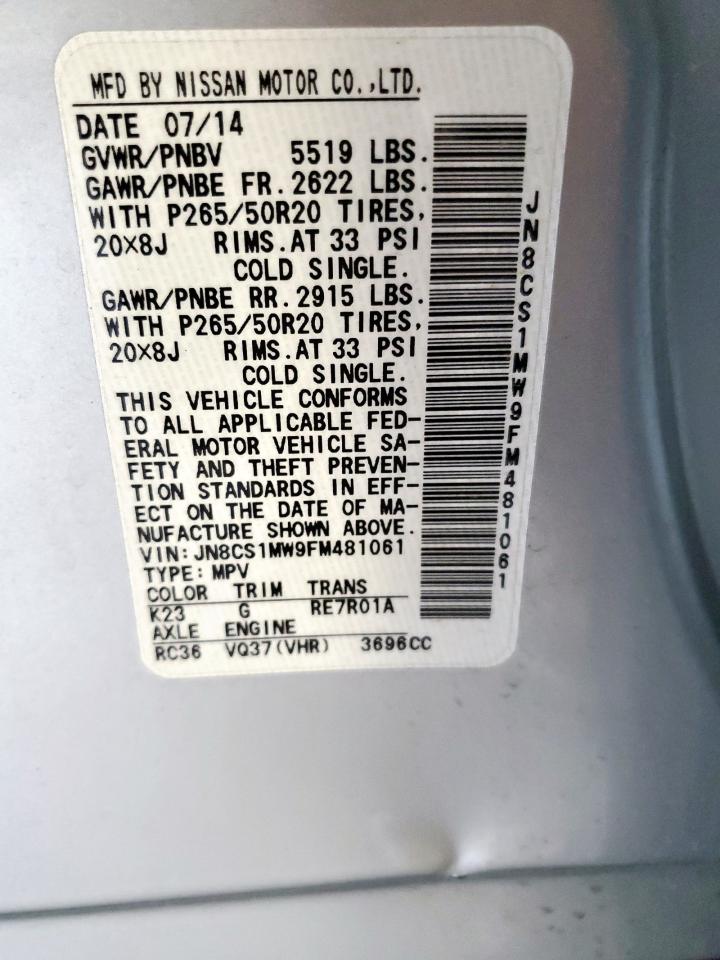 MFD BY NISSAN MOTOR CO.,LTD.
DATE 07/14
GVWR/PNBV 5519 LBS.
GAWR/PNBE FR. 2622 LBS.
WITH P265/50R20 TIRES,
20×8J RIMS. AT 33 PSI
COLD SINGLE.
GAWR/PNBE RR. 2915 LBS.
WITH P265/50R20 TIRES,
20×8J RIMS. AT 33 PSI
COLD SINGLE.
THIS VEHICLE CONFORMS
TO ALL APPLICABLE FED-
ERAL MOTOR VEHICLE SA-
FETY AND THEFT PREVEN-
TION STANDARDS IN EFF-
ECT ON THE DATE OF MA-
NUFACTURE SHOWN ABOVE.
VIN: JN8CS1MW9FM481061
TYPE: MPV
COLOR TRIM TRANS
K23 G RE7R01A
AXLE ENGINE
RC36 VQ37(VHR) 3696CC
JN8CS1MW9FM481061